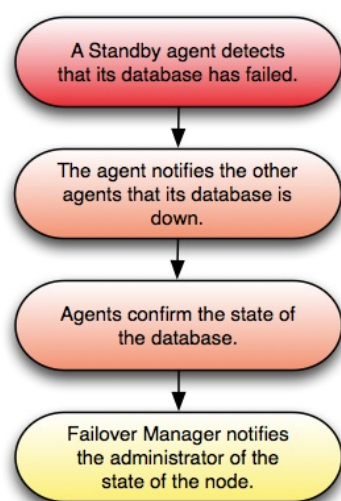 A Standby agent detects
that its database has failed.
The agent notifies the other
agents that its database is
down.
Agents confirm the state of
the database.
Failover Manager notifies
the administrator of the
state of the node.